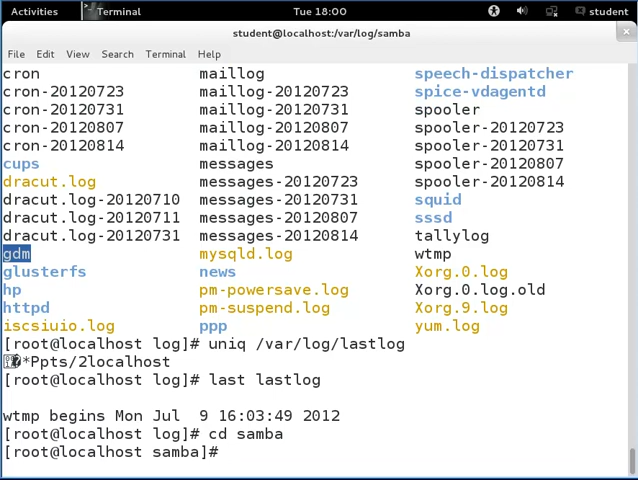 Activities Terminal Tue 18:00 student
student@localhost:/var/log/samba
File Edit View Search Terminal Help
cron maillog speech-dispatcher
cron-20120723 maillog-20120723 spice-vdagentd
cron-20120731 maillog-20120731 spooler
cron-20120807 maillog-20120807 spooler-20120723
cron-20120814 maillog-20120814 spooler-20120731
cups messages spooler-20120807
dracut.log messages-20120723 spooler-20120814
dracut.log-20120710 messages-20120731 squid
dracut.log-20120711 messages-20120807 sssd
dracut.log-20120731 messages-20120814 tallylog
gdm mysqld.log wtmp
glusterfs news Xorg.0.log
hp pm-powersave.log Xorg.0.log.old
httpd pm-suspend.log Xorg.9.log
iscsiuio.log ppp yum.log
[root@localhost log]# uniq /var/log/lastlog
*Ppts/2localhost
[root@localhost log]# last lastlog
wtmp begins Mon Jul 9 16:03:49 2012
[root@localhost log]# cd samba
[root@localhost samba]#